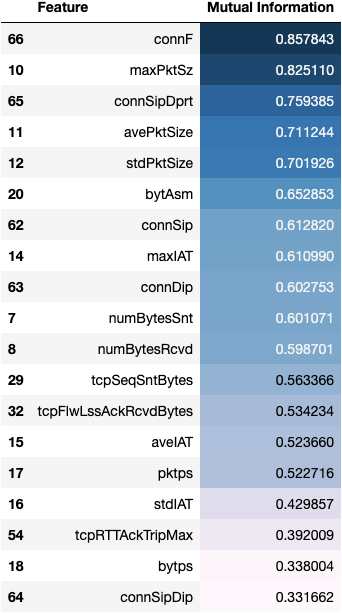 Feature Mutual Information
66 connF 0.857843
10 maxPktSz 0.825110
65 connSipDprt 0.759385
11 avePktSize 0.711244
12 stdPktSize 0.701926
20 bytAsm 0.652853
62 connSip 0.612820
14 maxIAT 0.610990
63 connDip 0.602753
7 numBytesSnt 0.601071
8 numBytesRcvd 0.598701
29 tcpSeqSntBytes 0.563366
32 tcpFlwLssAckRcvdBytes 0.534234
15 aveIAT 0.523660
17 pktps 0.522716
16 stdIAT 0.429857
54 tcpRTTAckTripMax 0.392009
18 bytps 0.338004
64 connSipDip 0.331662